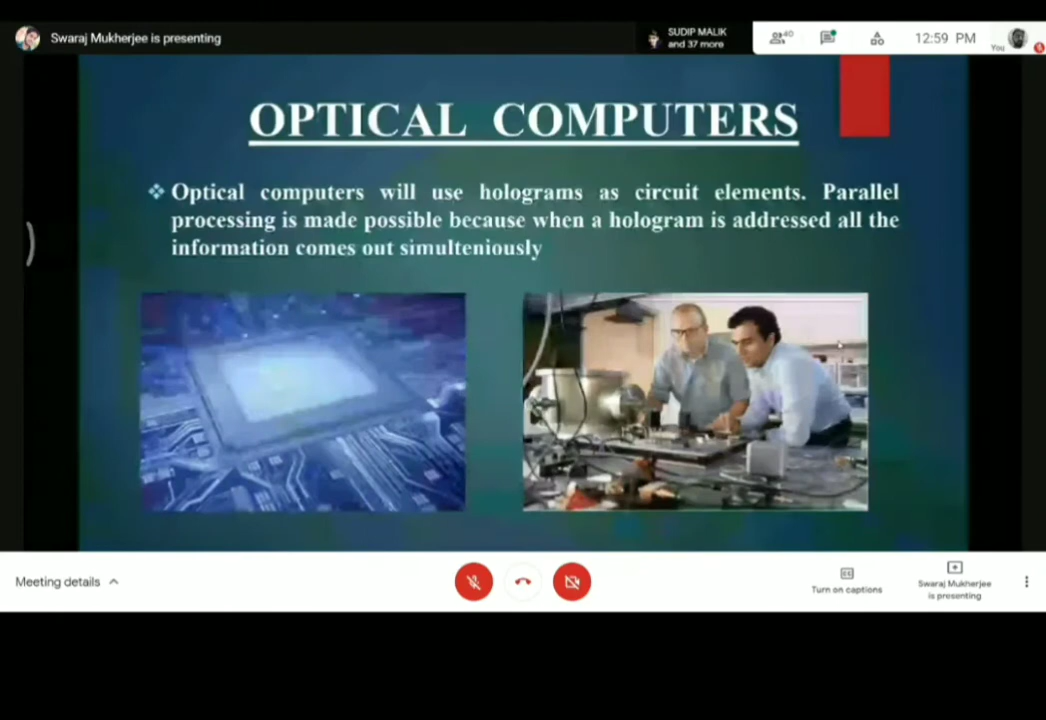 Swaraj Mukherjee is presenting
SUDIP MALIK
and 37 more
40
12:59 PM
You
OPTICAL COMPUTERS
Optical computers will use holograms as circuit elements. Parallel
processing is made possible because when a hologram is addressed all the
information comes out simulteniously
Meeting details
Turn on captions
Swaraj Mukherjee
is presenting